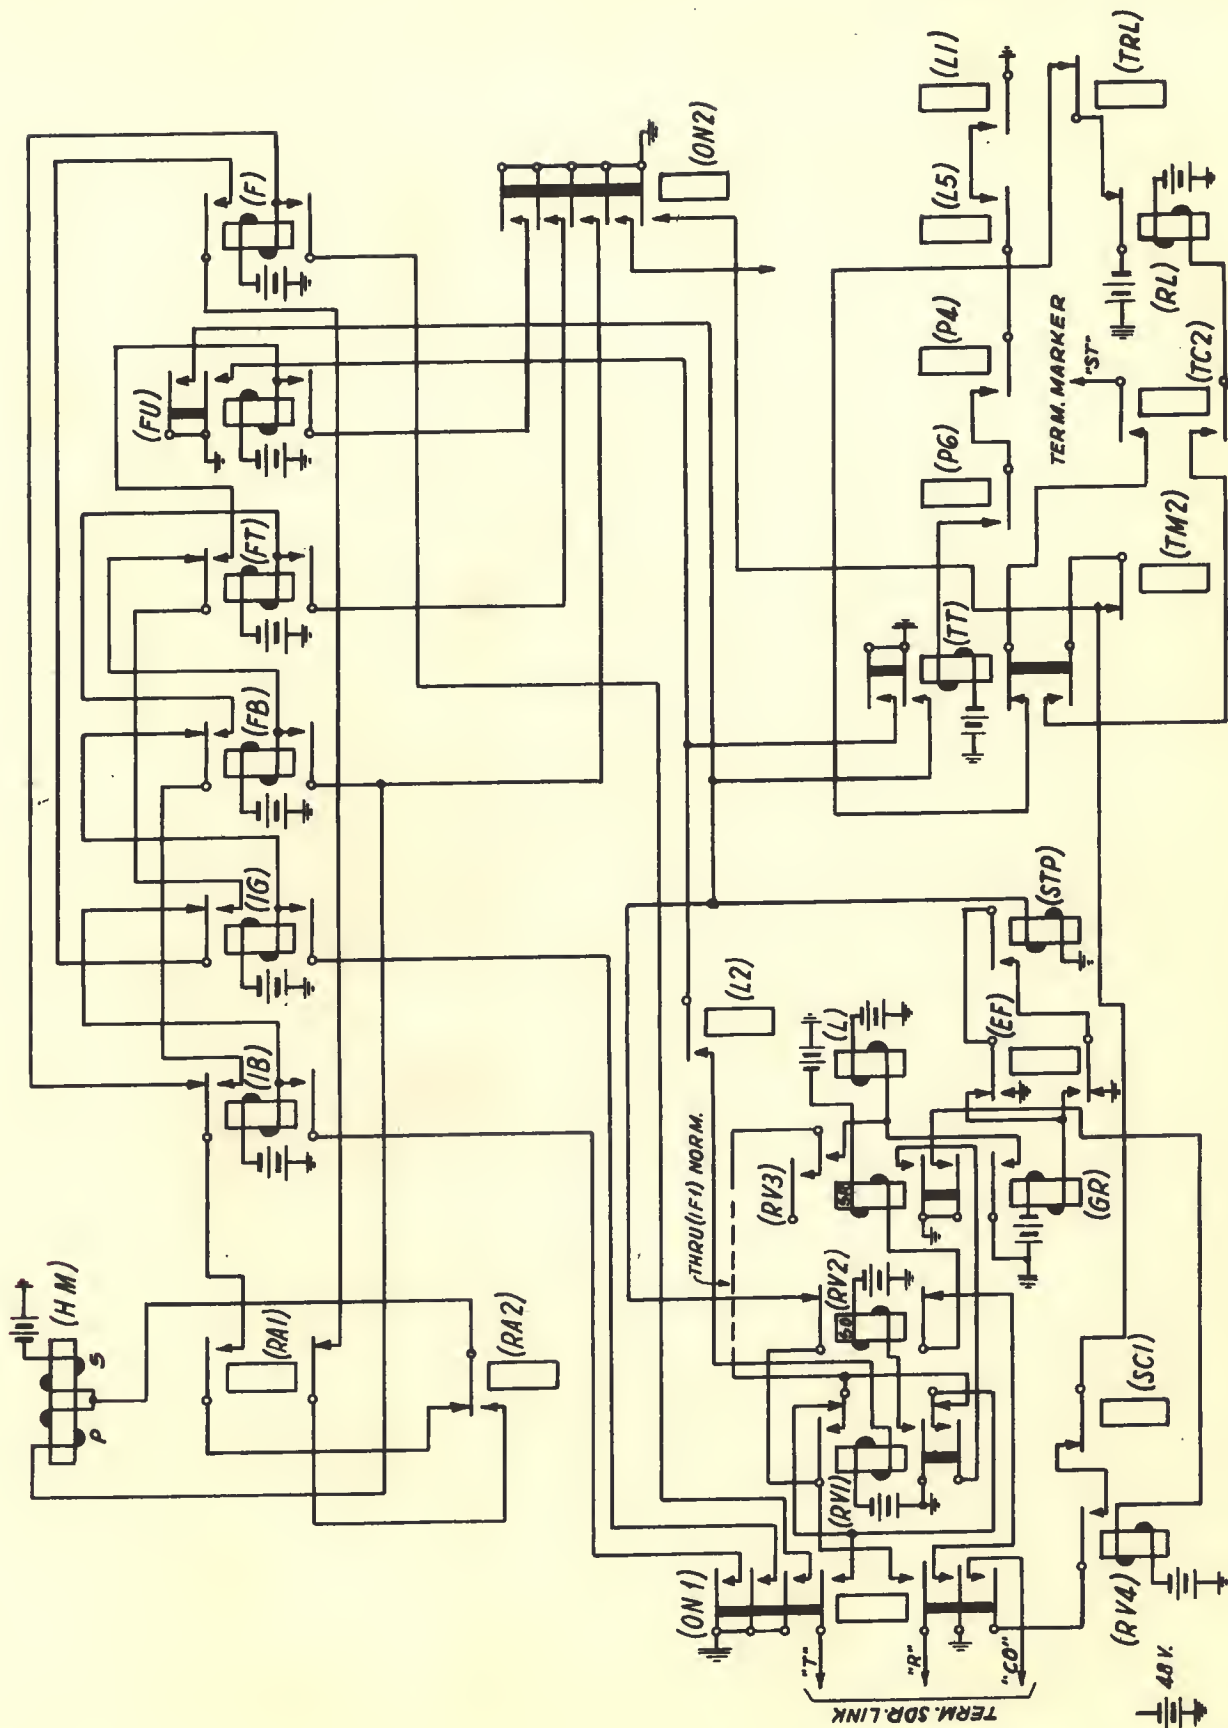 (HM)
P
S
(RA1)
(RA2)
(IB)
(IG)
(FB)
(FT)
(FU)
(F)
(ON2)
(L1)
(L5)
(P4)
(P6)
(TRL)
(RL)
TERM. MARKER
"ST"
(TC2)
(TM2)
(TT)
(STP)
(EF)
(L2)
(L)
THRU (IF1) NORM.
(RV3)
SR
(GR)
(RV2)
(RV1)
(SC1)
(RV4)
(ON1)
"T"
"R"
"CO"
TERM. SDR. LINK
48 V.